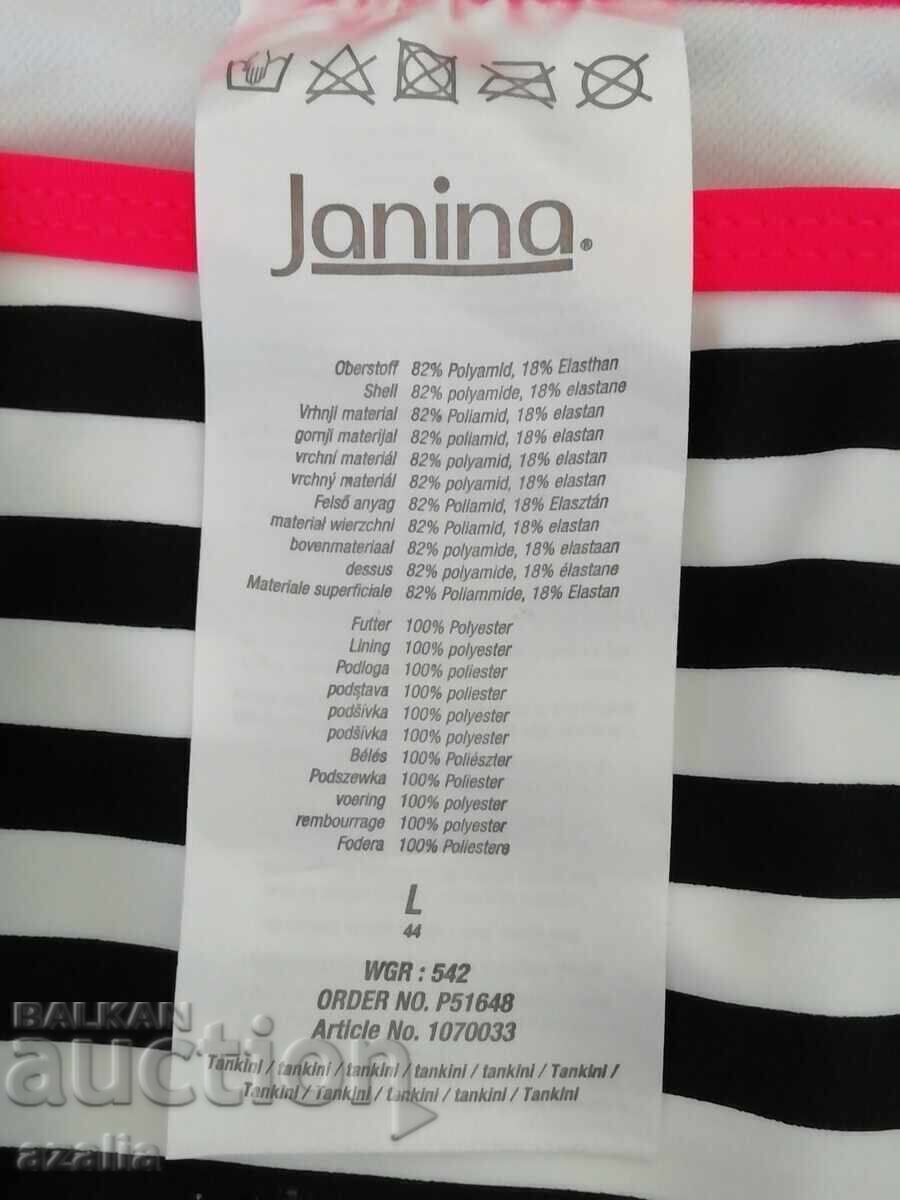 Janina®
Oberstoff 82% Polyamid, 18% Elasthan
Shell 82% polyamide, 18% elastane
Vrhnji material 82% Poliamid, 18% elastan
gornji materijal 82% poliamid, 18% elastan
vrchní materiál 82% polyamid, 18% elastan
vrchný materiál 82% polyamid, 18% elastan
Felső anyag 82% Poliamid, 18% Elasztán
materiał wierzchni 82% Poliamid, 18% elastan
bovenmateriaal 82% polyamide, 18% elastaan
dessus 82% polyamide, 18% élastane
Materiale superficiale 82% Poliammide, 18% Elastan
Futter 100% Polyester
Lining 100% polyester
Podloga 100% poliester
podstava 100% poliester
podšívka 100% polyester
podšívka 100% polyester
Bélés 100% Poliészter
Podszewka 100% Poliester
voering 100% polyester
rembourrage 100% polyester
Fodera 100% Poliestere
L
44
WGR : 542
ORDER NO. P51648
Article No. 1070033
Tankini / tankini / tankini / tankini / tankini / Tankini /
Tankini / Tankini / tankini / tankini / Tankini
BALKAN
auction
azalia